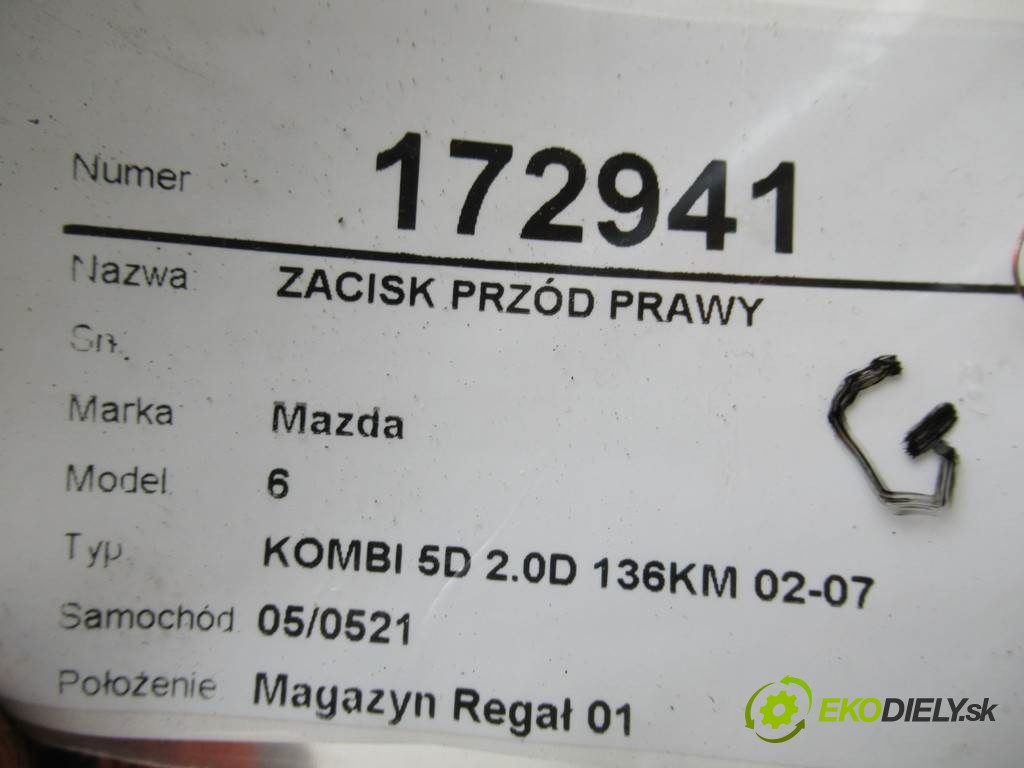 Numer 172941
Nazwa ZACISK PRZÓD PRAWY
Sn.
Marka Mazda
Model 6
Typ KOMBI 5D 2.0D 136KM 02-07
Samochód 05/0521
Położenie Magazyn Regał 01
G
EKODIELY.sk